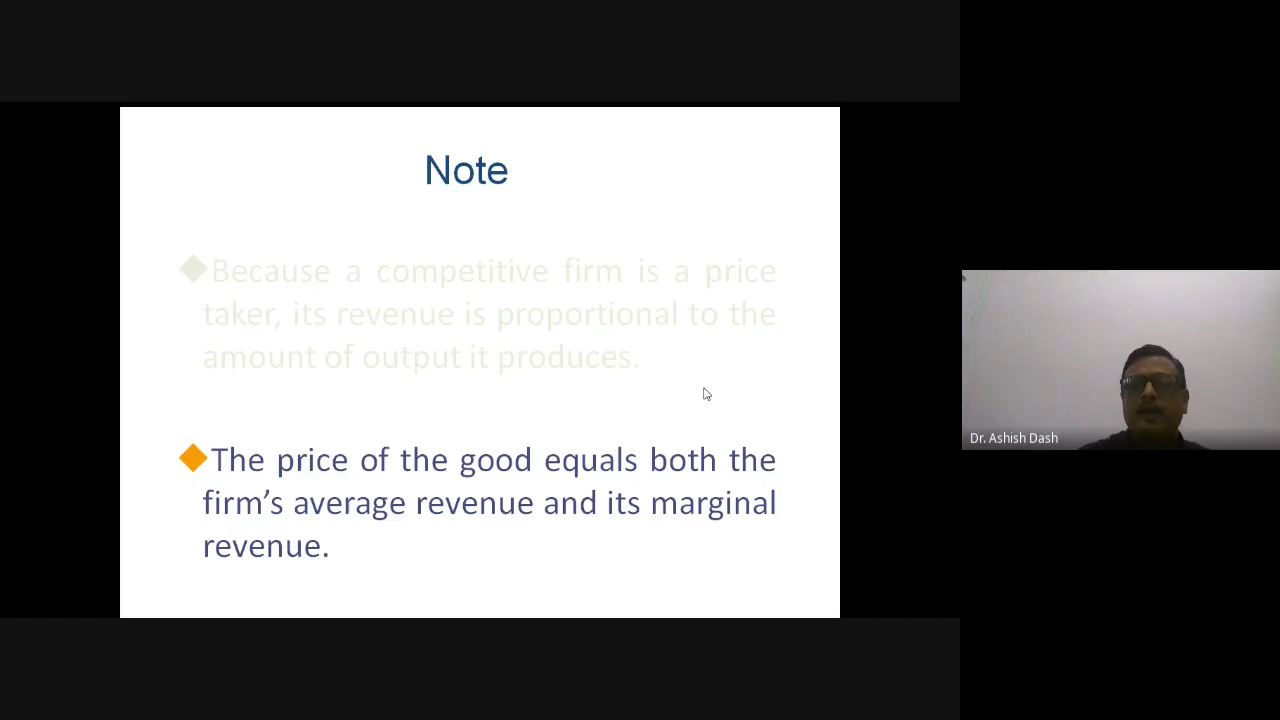 Note
Because a competitive firm is a price
taker, its revenue is proportional to the
amount of output it produces.
The price of the good equals both the
firm’s average revenue and its marginal
revenue.
Dr. Ashish Dash